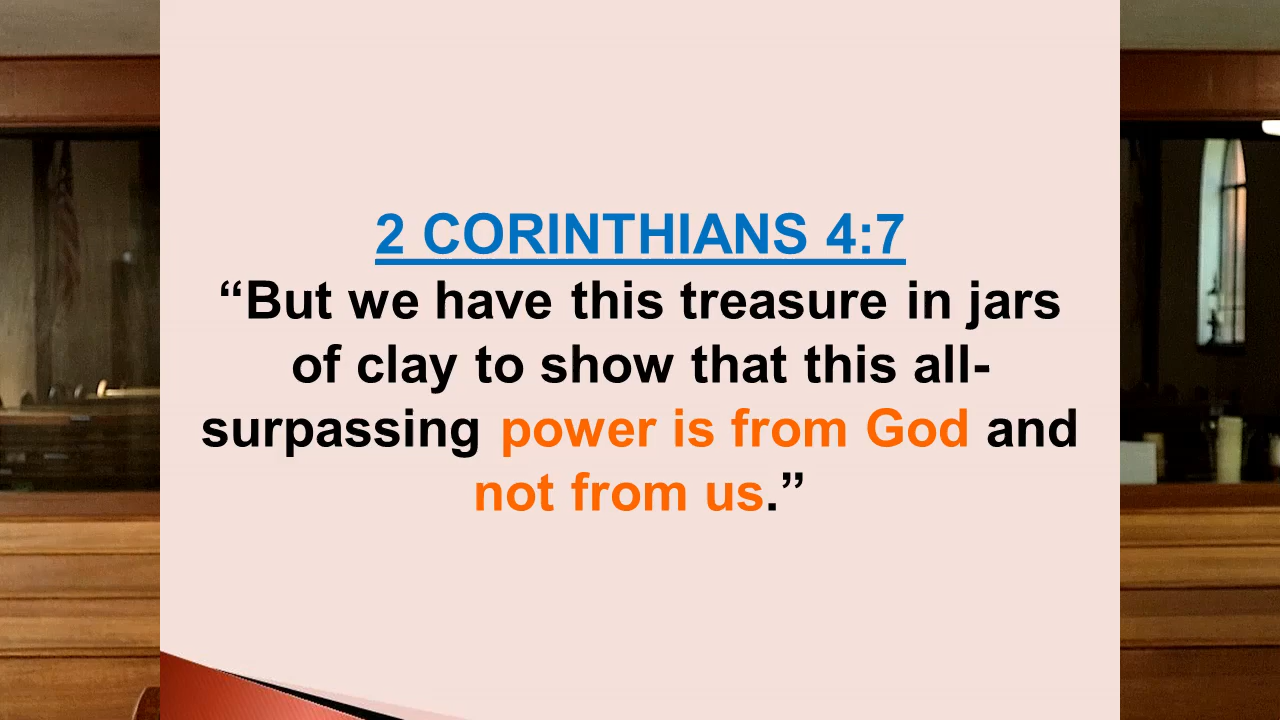 2 CORINTHIANS 4:7
“But we have this treasure in jars
of clay to show that this all-
surpassing power is from God and
not from us.”